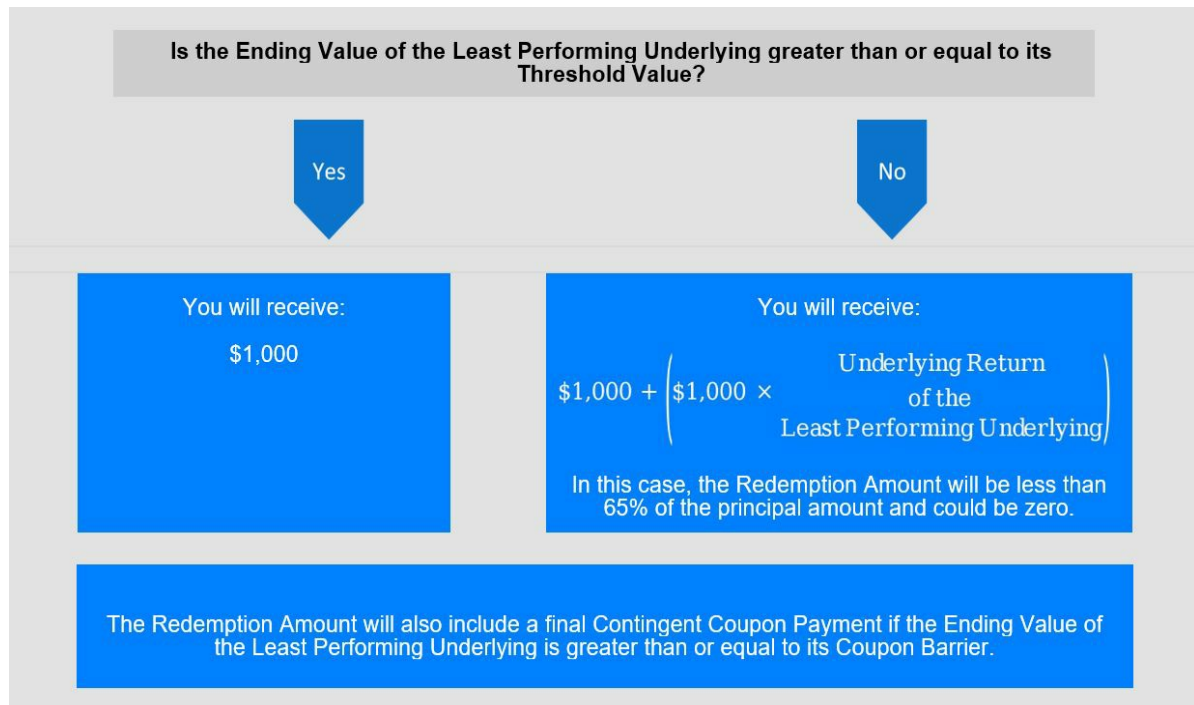 Is the Ending Value of the Least Performing Underlying greater than or equal to its
Threshold Value?
Yes
No
You will receive:
$1,000
You will receive:
$1,000 + ($1,000 × Underlying Return
of the
Least Performing Underlying)
In this case, the Redemption Amount will be less than
65% of the principal amount and could be zero.
The Redemption Amount will also include a final Contingent Coupon Payment if the Ending Value of
the Least Performing Underlying is greater than or equal to its Coupon Barrier.